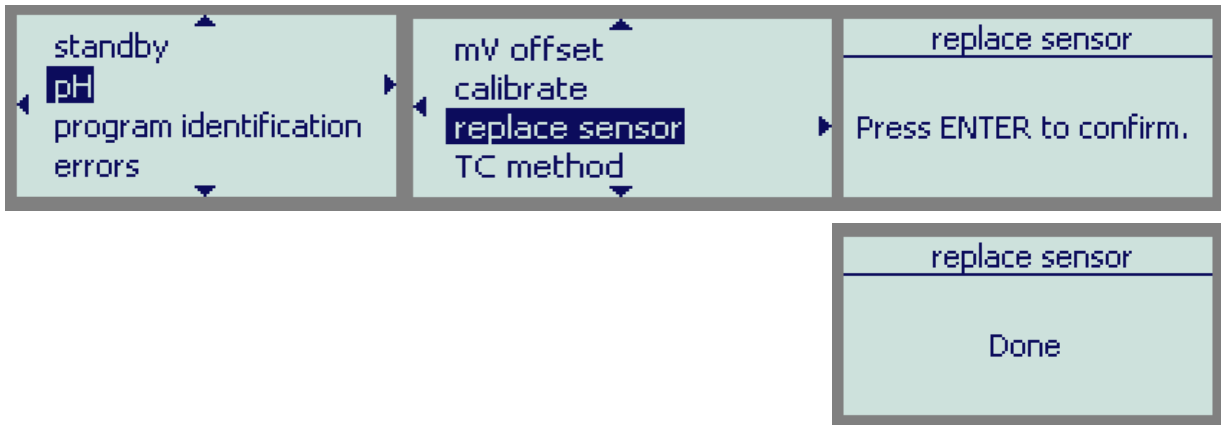 standby
pH
program identification
errors
mV offset
calibrate
replace sensor
TC method
replace sensor
Press ENTER to confirm.
replace sensor
Done